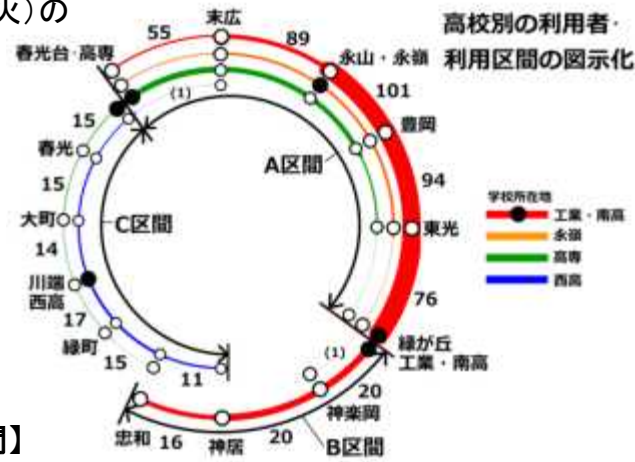 火)の
高校別の利用者・
利用区間の図示化
末広
55
89
春光台・高専
永山・永嶺
101
(1)
豊岡
15
A区間
春光
94
15
学校所在地
工業・南高
大町
C区間
東光
永嶺
14
高専
川端
西高
76
西高
17
緑町
緑が丘
工業・南高
15
(1)
11
20
神楽岡
忠和
16
神居
20
B区間
間】